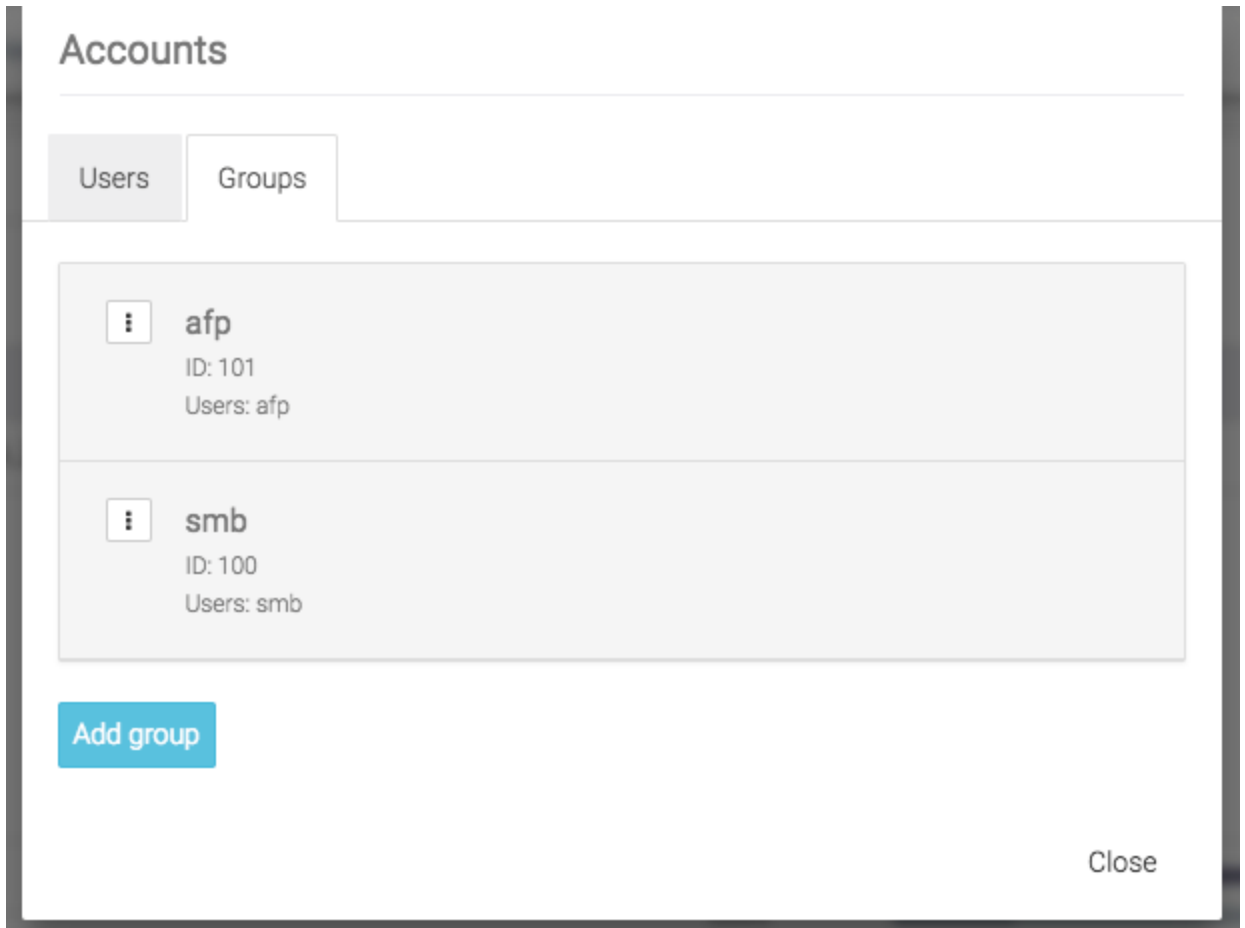 Accounts
Users
Groups
afp
ID: 101
Users: afp
smb
ID: 100
Users: smb
Add group
Close